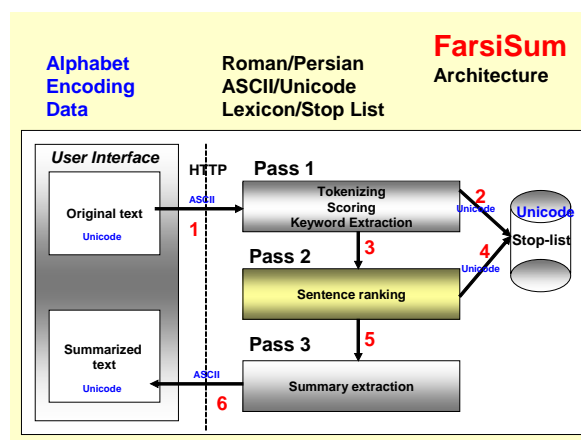 FarsiSum
Architecture
Alphabet
Encoding
Data
Roman/Persian
ASCII/Unicode
Lexicon/Stop List
User Interface
HTTP
Pass 1
Original text
Unicode
ASCII
1
Tokenizing
Scoring
Keyword Extraction
2
Unicode
Unicode
Stop-list
3
4
Unicode
Pass 2
Sentence ranking
5
Pass 3
Summarized
text
Unicode
ASCII
6
Summary extraction